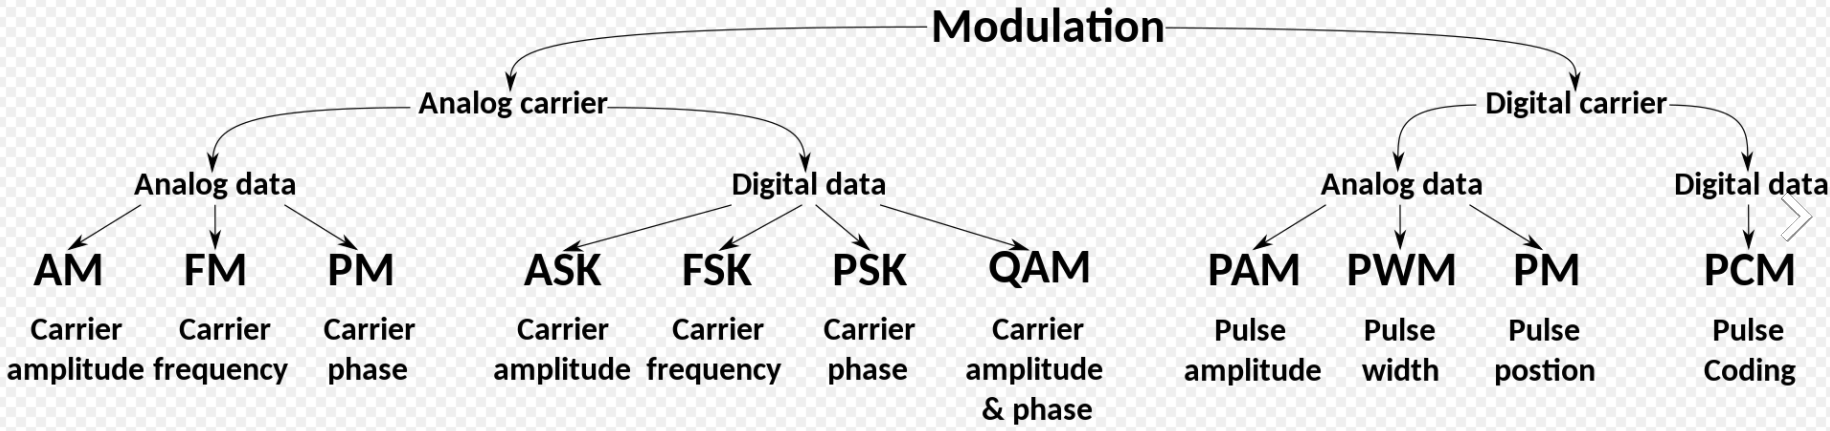 Modulation
Analog carrier Digital carrier
Analog data Digital data Analog data Digital data
AM FM PM ASK FSK PSK QAM PAM PWM PM PCM
Carrier Carrier Carrier Carrier Carrier Carrier Carrier Pulse Pulse Pulse Pulse
amplitude frequency phase amplitude frequency phase amplitude amplitude width postion Coding
& phase